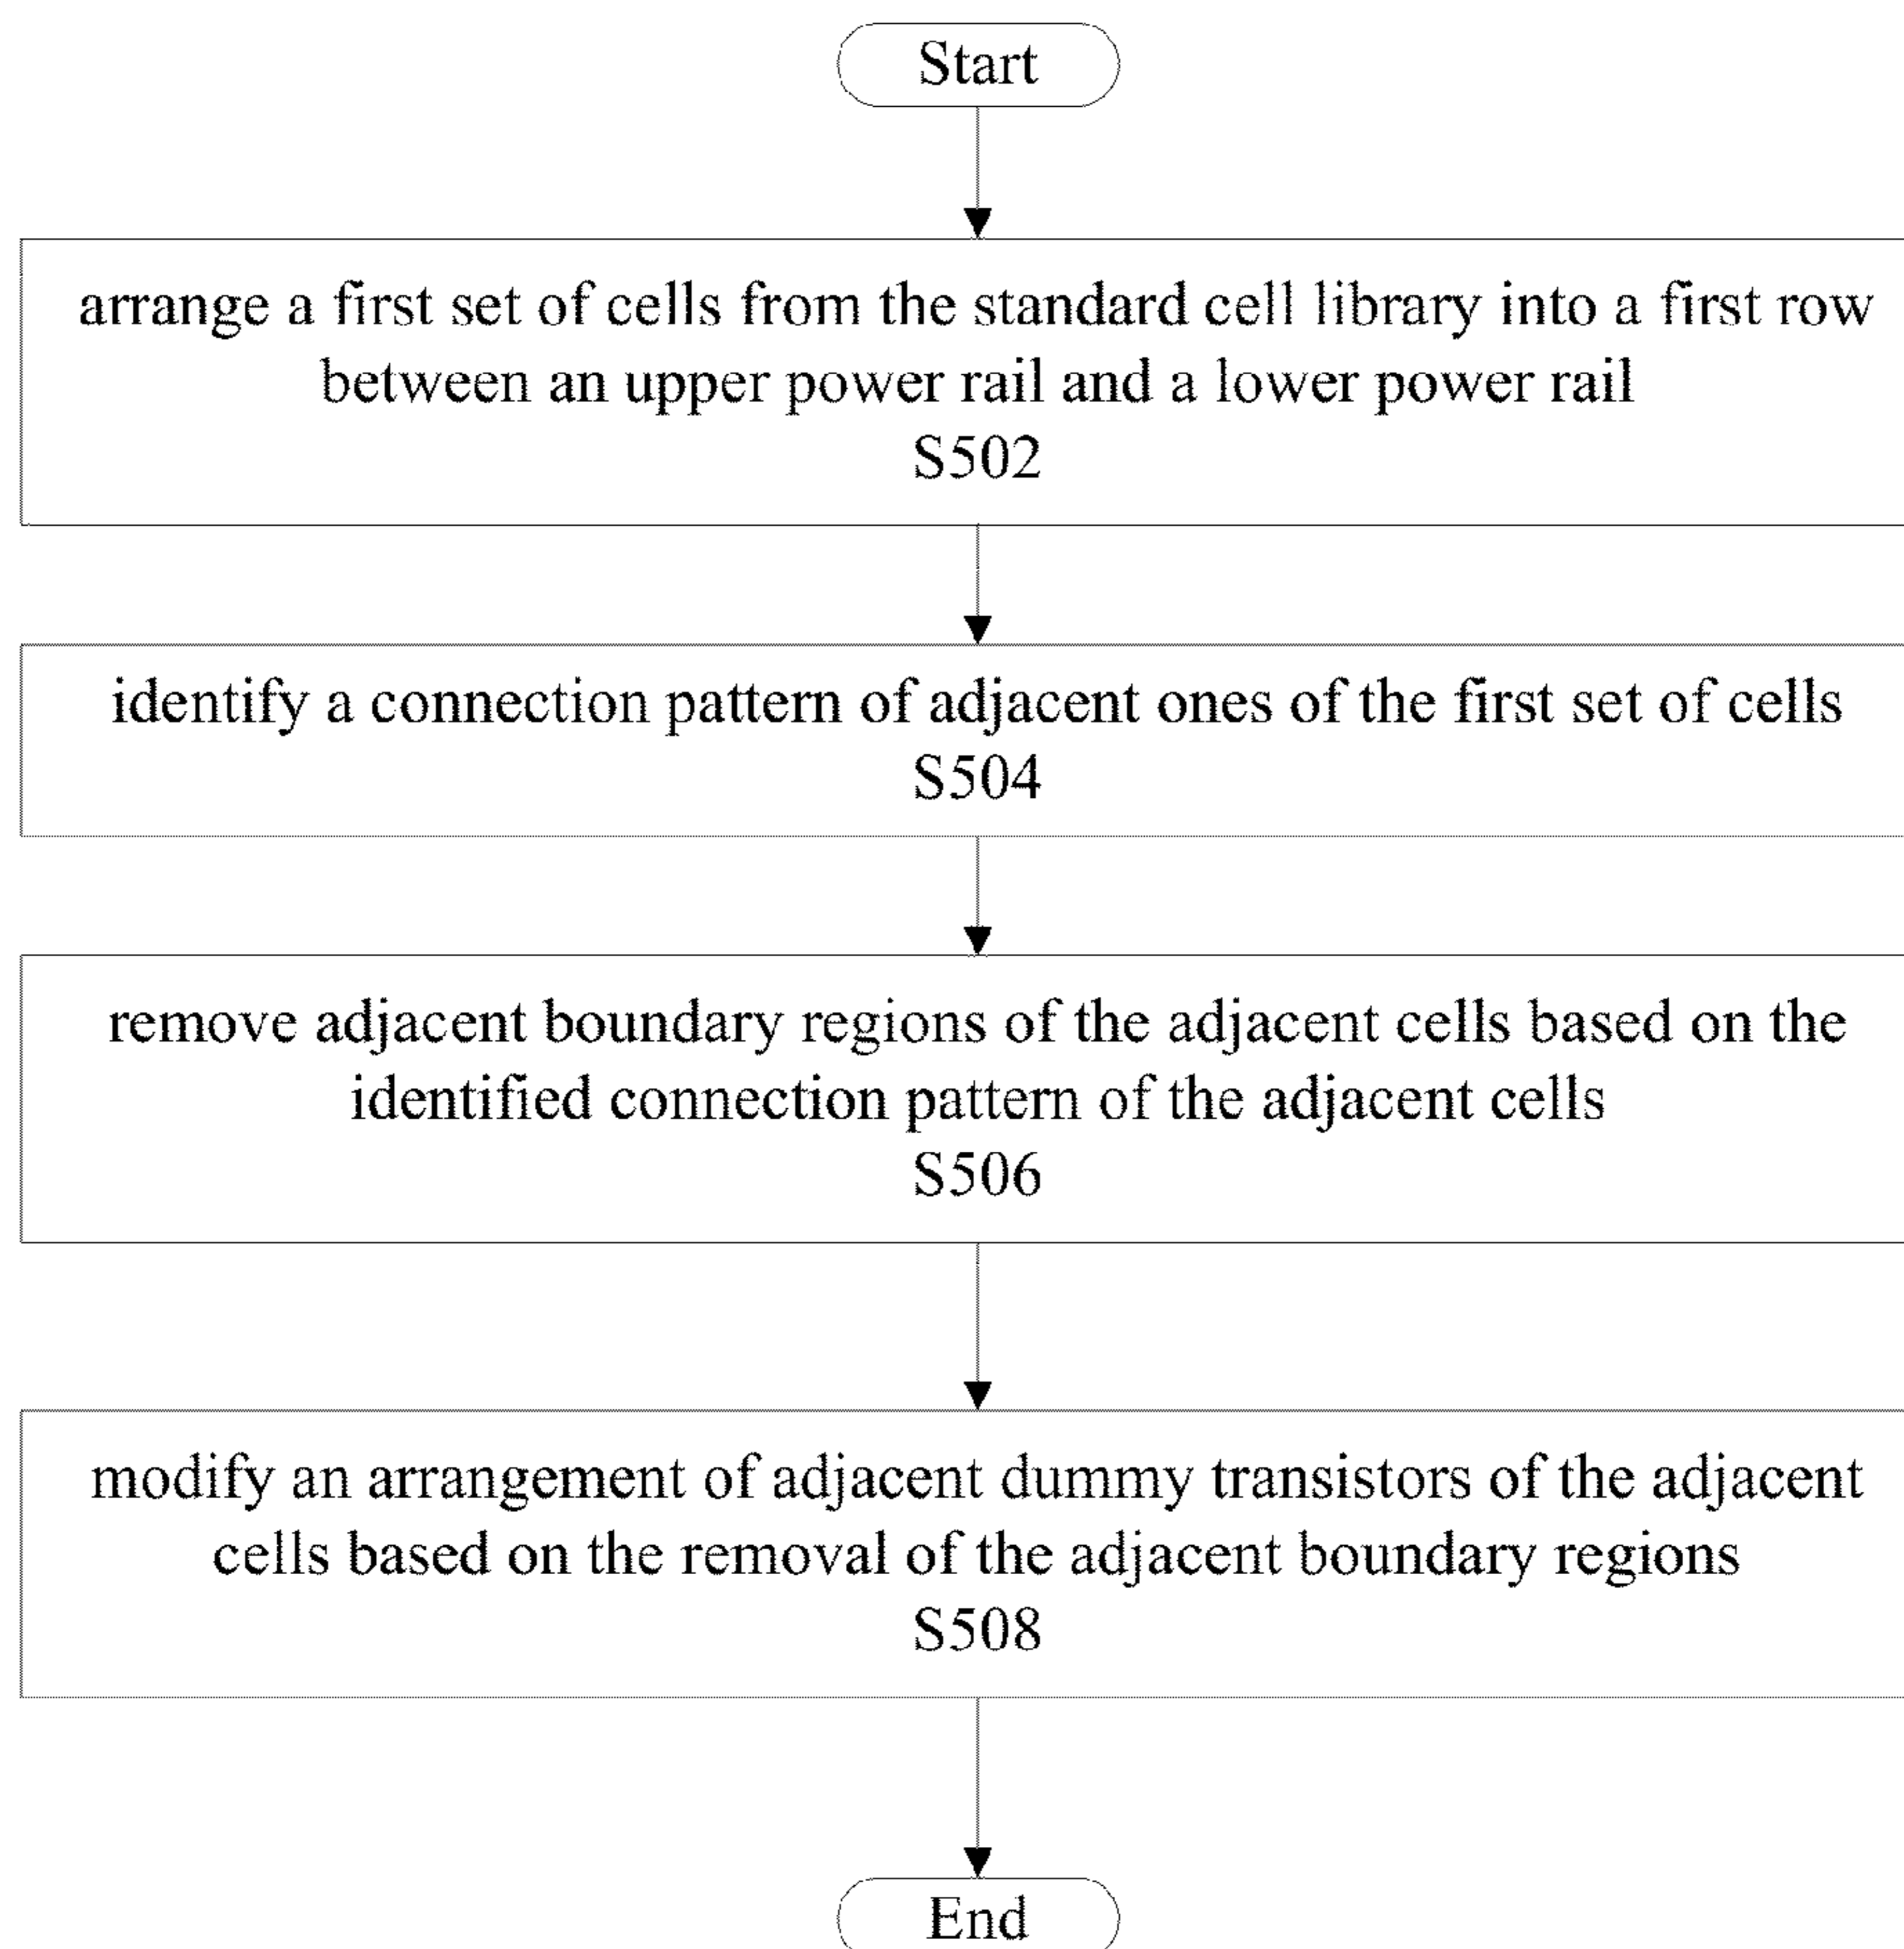 Start
arrange a first set of cells from the standard cell library into a first row
between an upper power rail and a lower power rail
S502
identify a connection pattern of adjacent ones of the first set of cells
S504
remove adjacent boundary regions of the adjacent cells based on the
identified connection pattern of the adjacent cells
S506
modify an arrangement of adjacent dummy transistors of the adjacent
cells based on the removal of the adjacent boundary regions
S508
End